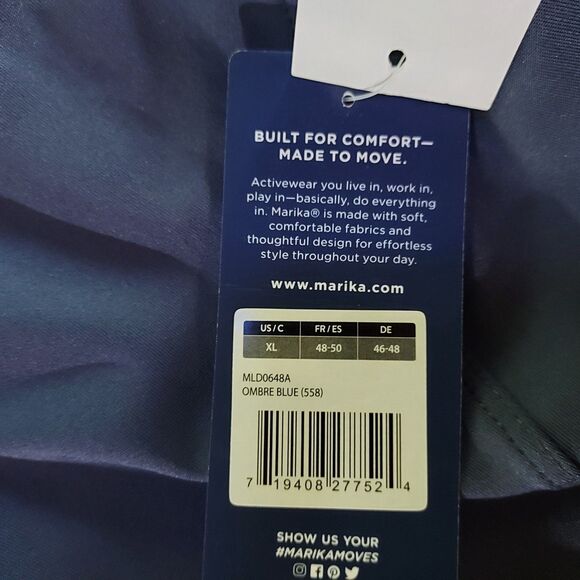 BUILT FOR COMFORT—
MADE TO MOVE.
Activewear you live in, work in,
play in—basically, do everything
in. Marika® is made with soft,
comfortable fabrics and
thoughtful design for effortless
style throughout your day.
www.marika.com
US/C FR/ES DE
XL 48-50 46-48
MLD0648A
OMBRE BLUE (558)
7 19408 27752 4
SHOW US YOUR
#MARIKAMOVES